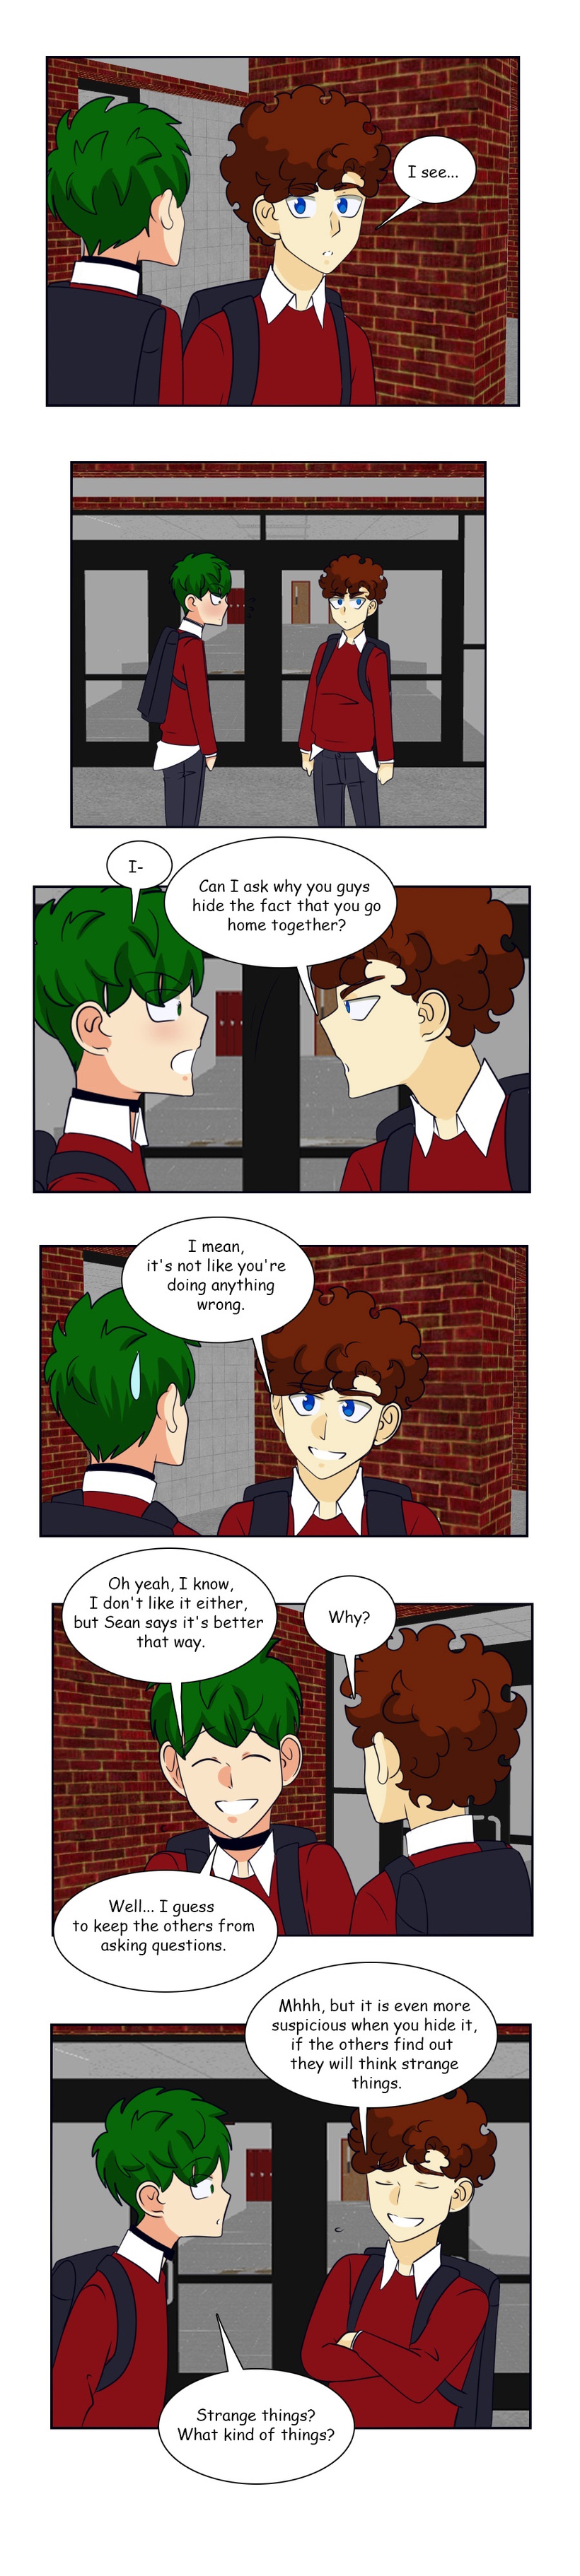 I see...
I-
Can I ask why you guys
hide the fact that you go
home together?
I mean,
it's not like you're
doing anything
wrong.
Oh yeah, I know,
I don't like it either,
but Sean says it's better
that way.
Why?
Well... I guess
to keep the others from
asking questions.
Mhhh, but it is even more
suspicious when you hide it,
if the others find out
they will think strange
things.
Strange things?
What kind of things?